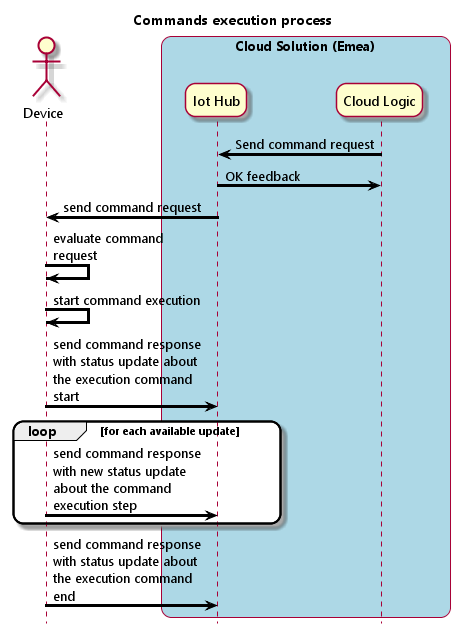 Commands execution process
Cloud Solution (Emea)
Device
Iot Hub
Cloud Logic
Send command request
OK feedback
send command request
evaluate command
request
start command execution
send command response
with status update about
the execution command
start
loop
[for each available update]
send command response
with new status update
about the command
execution step
send command response
with status update about
the execution command
end